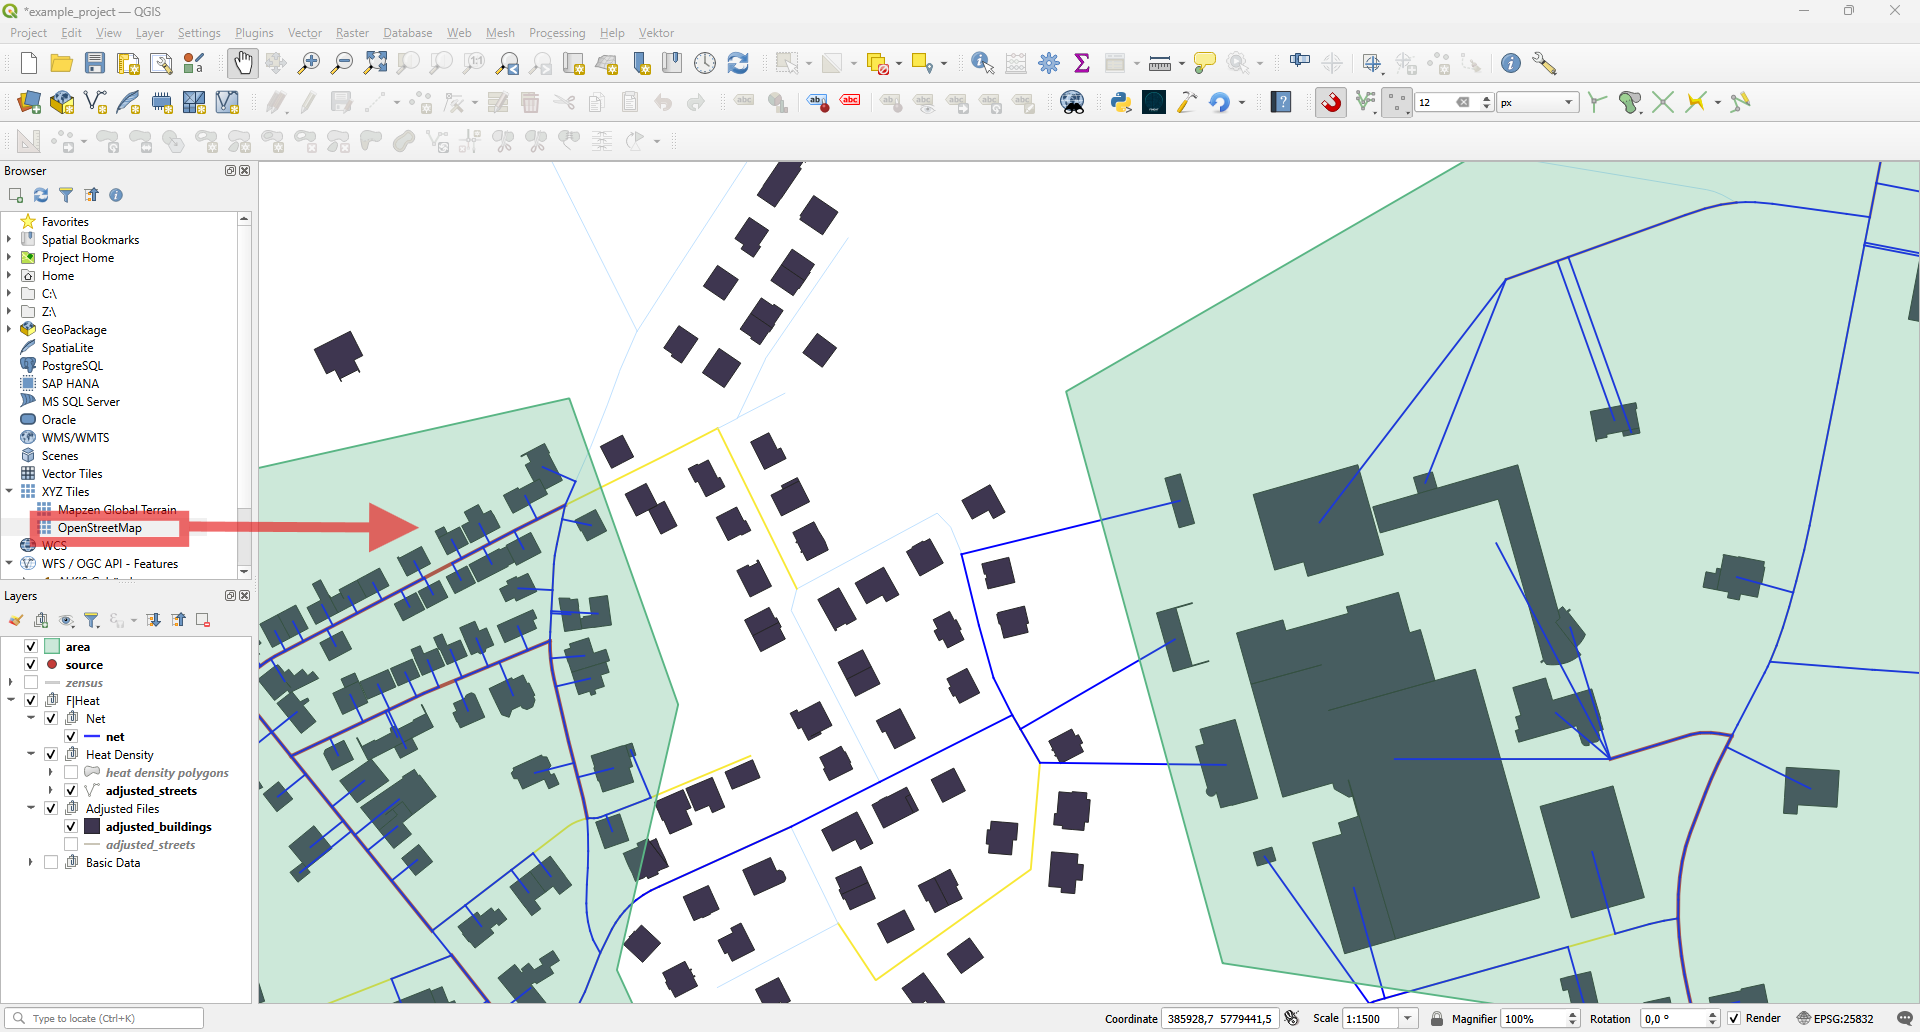 *example_project — QGIS
Project Edit View Layer Settings Plugins Vector Raster Database Web Mesh Processing Help Vektor
12 px
Browser
Favorites
Spatial Bookmarks
Project Home
Home
C:\
Z:\
GeoPackage
SpatiaLite
PostgreSQL
SAP HANA
MS SQL Server
Oracle
WMS/WMTS
Scenes
Vector Tiles
XYZ Tiles
Mapzen Global Terrain
OpenStreetMap
WCS
WFS / OGC API - Features
Layers
area
source
zensus
F|Heat
Net
net
Heat Density
heat density polygons
adjusted_streets
Adjusted Files
adjusted_buildings
adjusted_streets
Basic Data
Type to locate (Ctrl+K)
Coordinate 385928,7 5779441,5 Scale 1:1500 Magnifier 100% Rotation 0,0 ° Render EPSG:25832